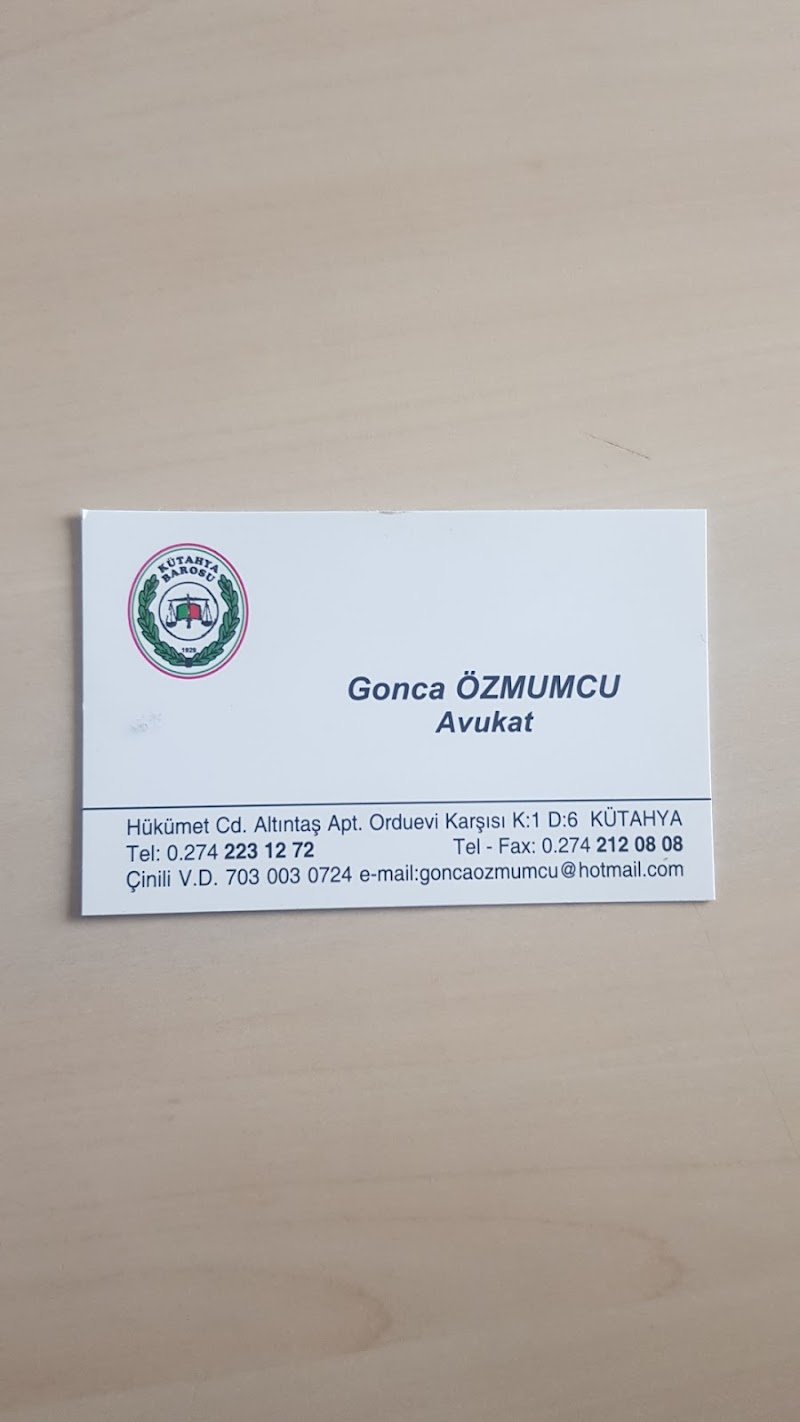 KÜTAHYA
BAROSU
1929
Gonca ÖZMUMCU
Avukat
Hükümet Cd. Altıntaş Apt. Orduevi Karşısı K:1 D:6 KÜTAHYA
Tel: 0.274 223 12 72 Tel - Fax: 0.274 212 08 08
Çinili V.D. 703 003 0724 e-mail:goncaozmumcu@hotmail.com